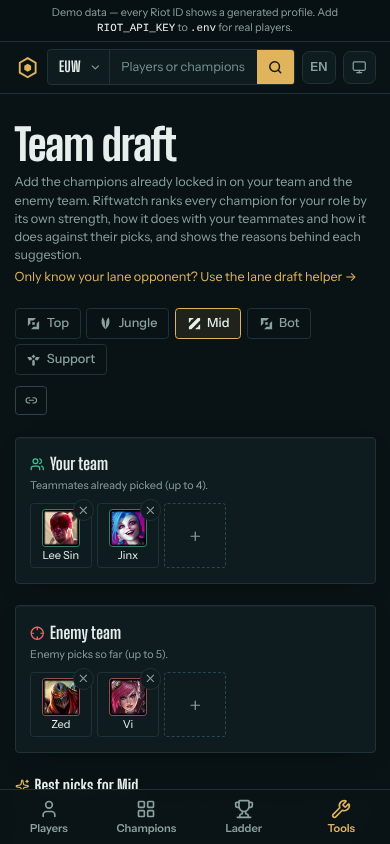 Demo data — every Riot ID shows a generated profile. Add
RIOT_API_KEY to .env for real players.
EUW
Players or champions
EN
Team draft
Add the champions already locked in on your team and the
enemy team. Riftwatch ranks every champion for your role by
its own strength, how it does with your teammates and how it
does against their picks, and shows the reasons behind each
suggestion.
Only know your lane opponent? Use the lane draft helper →
Top
Jungle
Mid
Bot
Support
Your team
Teammates already picked (up to 4).
Lee Sin
Jinx
Enemy team
Enemy picks so far (up to 5).
Zed
Vi
Best picks for Mid
Players
Champions
Ladder
Tools